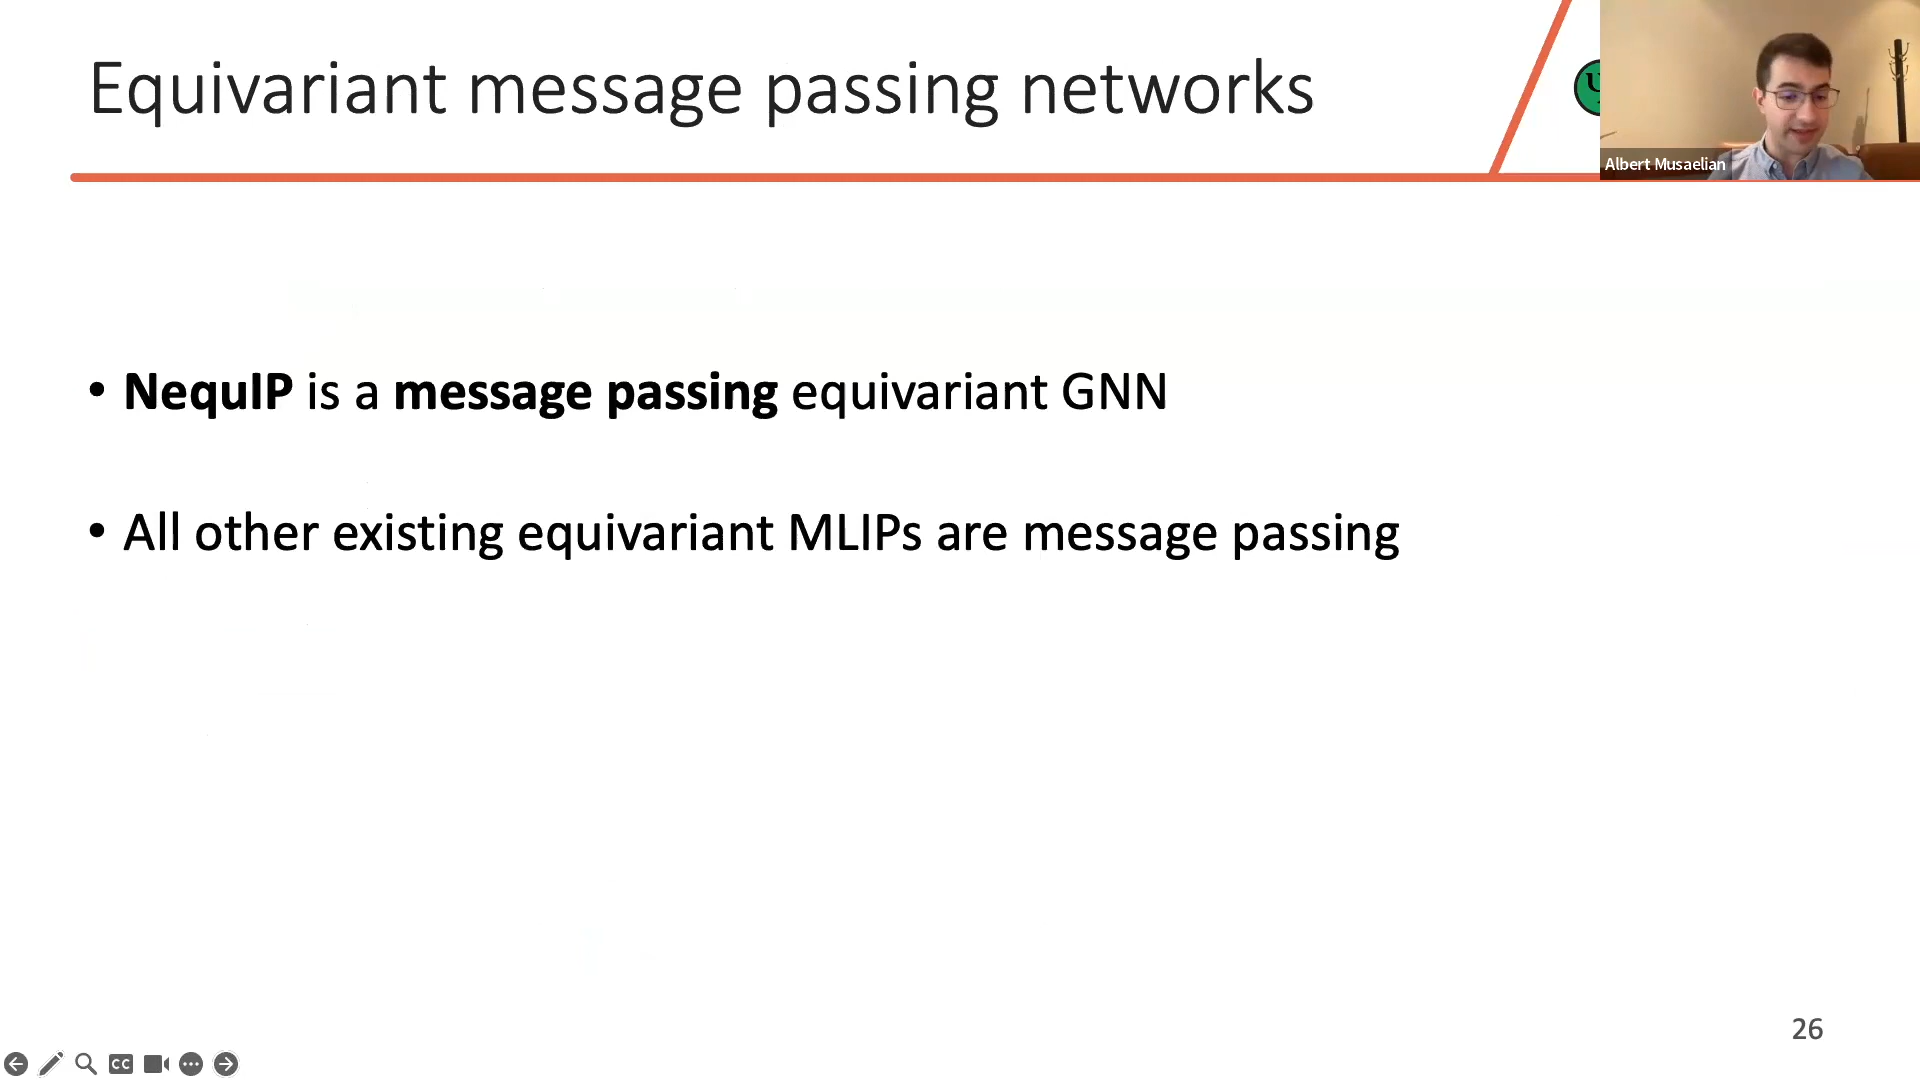 Equivariant message passing networks
Albert Musaelian
• NequIP is a message passing equivariant GNN
• All other existing equivariant MLIPs are message passing
26
CC